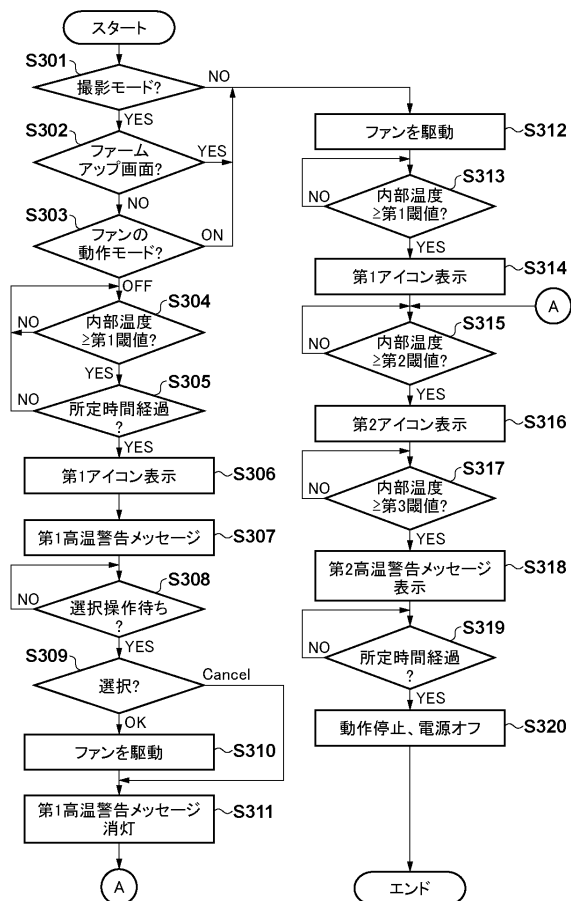 スタート
S301
撮影モード?
NO
YES
S302
ファーム
アップ画面?
YES
NO
S303
ファンの
動作モード?
ON
OFF
S304
内部温度
≥第1閾値?
NO
YES
S305
所定時間経過
?
NO
YES
第1アイコン表示
S306
第1高温警告メッセージ
S307
S308
選択操作待ち
?
NO
YES
S309
選択?
Cancel
OK
ファンを駆動
S310
第1高温警告メッセージ
消灯
S311
A
ファンを駆動
S312
S313
内部温度
≥第1閾値?
NO
YES
第1アイコン表示
S314
A
S315
内部温度
≥第2閾値?
NO
YES
第2アイコン表示
S316
S317
内部温度
≥第3閾値?
NO
YES
第2高温警告メッセージ
表示
S318
S319
所定時間経過
?
NO
YES
動作停止、電源オフ
S320
エンド